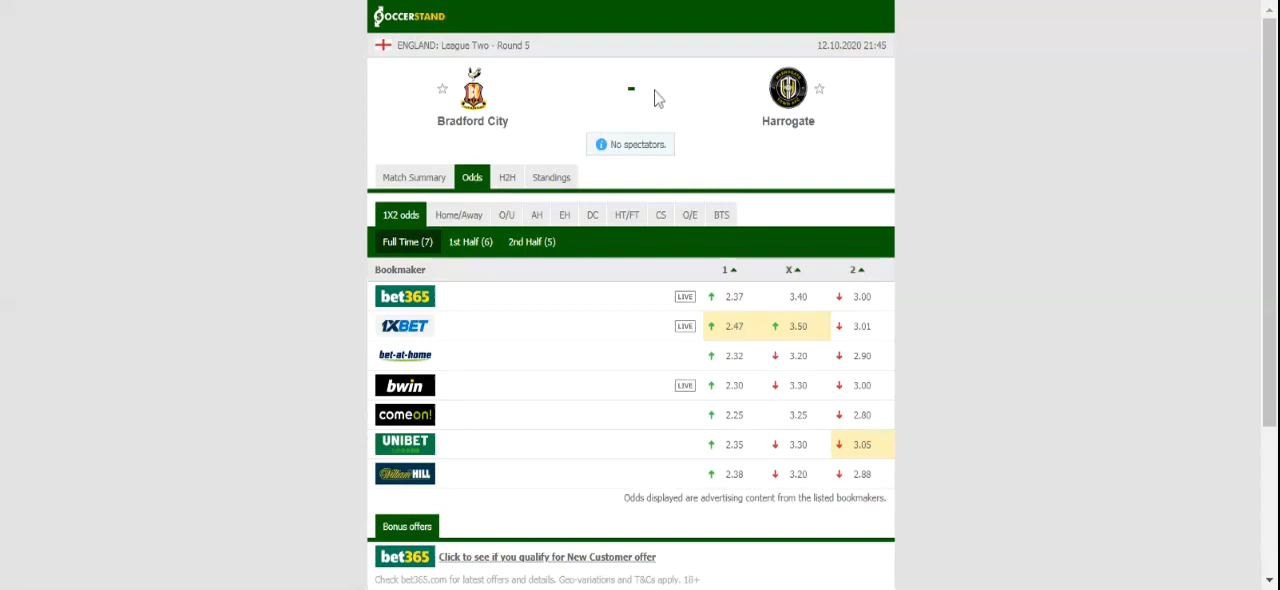 SOCCERSTAND
ENGLAND: League Two - Round 5 12.10.2020 21:45
-
Bradford City Harrogate
No spectators.
Match Summary Odds H2H Standings
1X2 odds Home/Away O/U AH EH DC HT/FT CS O/E BTS
Full Time (7) 1st Half (6) 2nd Half (5)
Bookmaker 1 X 2
bet365 LIVE 2.37 3.40 3.00
1XBET LIVE 2.47 3.50 3.01
bet-at-home 2.32 3.20 2.90
bwin LIVE 2.30 3.30 3.00
comeon! 2.25 3.25 2.80
UNIBET 2.35 3.30 3.05
William HILL 2.38 3.20 2.88
Odds displayed are advertising content from the listed bookmakers.
Bonus offers
bet365 Click to see if you qualify for New Customer offer
Check bet365.com for latest offers and details. Geo-variations and T&Cs apply. 18+